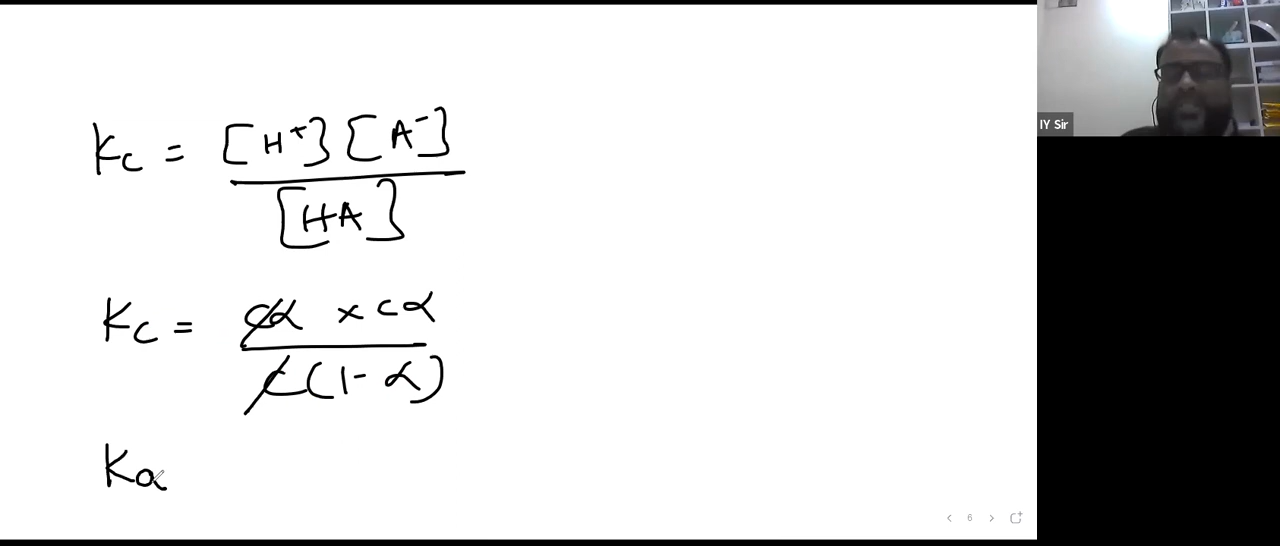 Kc = [H⁺] [A⁻] / [HA]
IY Sir
Kc = cα × cα / c(1 - α)
Ka
6